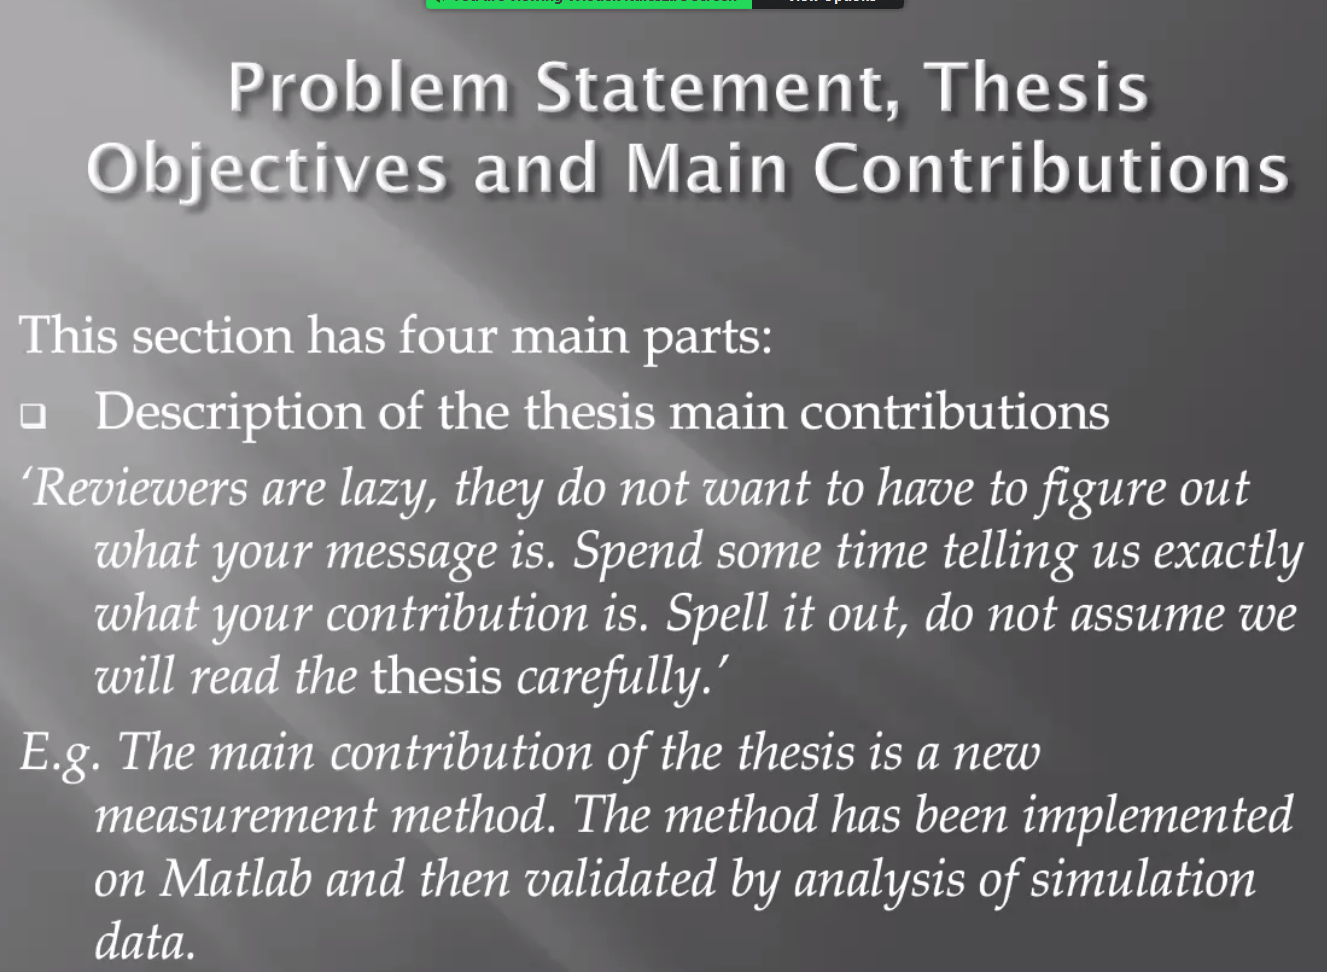 Problem Statement, Thesis
Objectives and Main Contributions
This section has four main parts:
Description of the thesis main contributions
‘Reviewers are lazy, they do not want to have to figure out
what your message is. Spend some time telling us exactly
what your contribution is. Spell it out, do not assume we
will read the thesis carefully.’
E.g. The main contribution of the thesis is a new
measurement method. The method has been implemented
on Matlab and then validated by analysis of simulation
data.